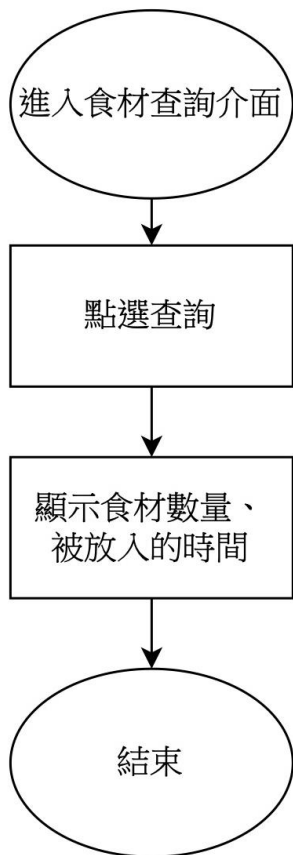 進入食材查詢介面
點選查詢
顯示食材數量、
被放入的時間
結束